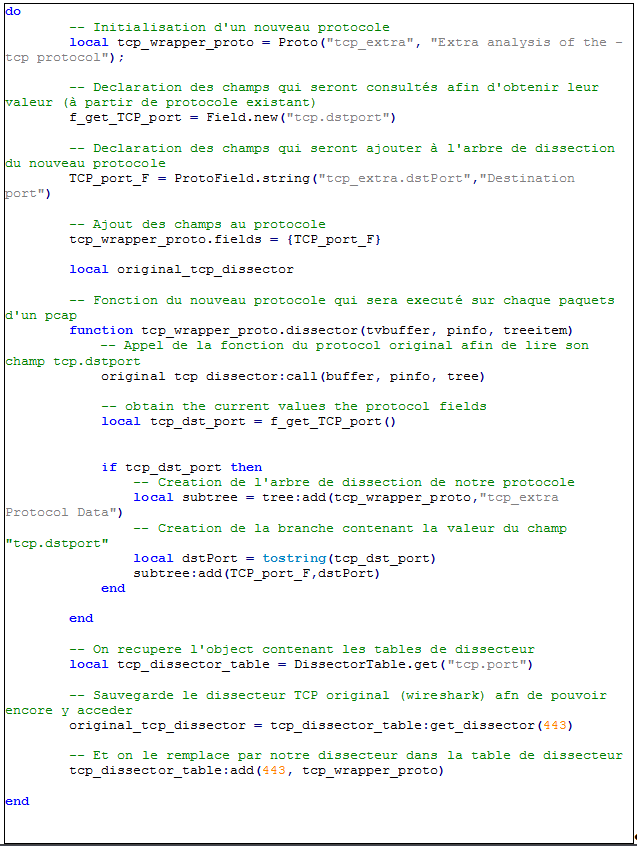 do
-- Initialisation d'un nouveau protocole
local tcp_wrapper_proto = Proto("tcp_extra", "Extra analysis of the -
tcp protocol");
-- Declaration des champs qui seront consultés afin d'obtenir leur
valeur (à partir de protocole existant)
f_get_TCP_port = Field.new("tcp.dstport")
-- Declaration des champs qui seront ajouter à l'arbre de dissection
du nouveau protocole
TCP_port_F = ProtoField.string("tcp_extra.dstPort","Destination
port")
-- Ajout des champs au protocole
tcp_wrapper_proto.fields = {TCP_port_F}
local original_tcp_dissector
-- Fonction du nouveau protocole qui sera executé sur chaque paquets
d'un pcap
function tcp_wrapper_proto.dissector(tvbuffer, pinfo, treeitem)
-- Appel de la fonction du protocol original afin de lire son
champ tcp.dstport
original tcp dissector:call(buffer, pinfo, tree)
-- obtain the current values the protocol fields
local tcp_dst_port = f_get_TCP_port()
if tcp_dst_port then
-- Creation de l'arbre de dissection de notre protocole
local subtree = tree:add(tcp_wrapper_proto,"tcp_extra
Protocol Data")
-- Creation de la branche contenant la valeur du champ
"tcp.dstport"
local dstPort = tostring(tcp_dst_port)
subtree:add(TCP_port_F,dstPort)
end
end
-- On recupere l'object contenant les tables de dissecteur
local tcp_dissector_table = DissectorTable.get("tcp.port")
-- Sauvegarde le dissecteur TCP original (wireshark) afn de pouvoir
encore y acceder
original_tcp_dissector = tcp_dissector_table:get_dissector(443)
-- Et on le remplace par notre dissecteur dans la table de dissecteur
tcp_dissector_table:add(443, tcp_wrapper_proto)
end